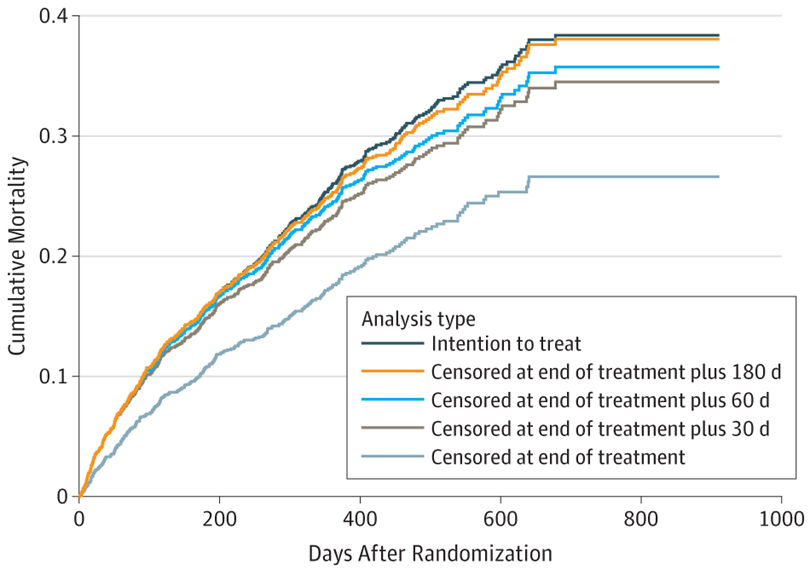 0.4
0.3
0.2
0.1
0
Cumulative Mortality
Analysis type
Intention to treat
Censored at end of treatment plus 180 d
Censored at end of treatment plus 60 d
Censored at end of treatment plus 30 d
Censored at end of treatment
0 200 400 600 800 1000
Days After Randomization